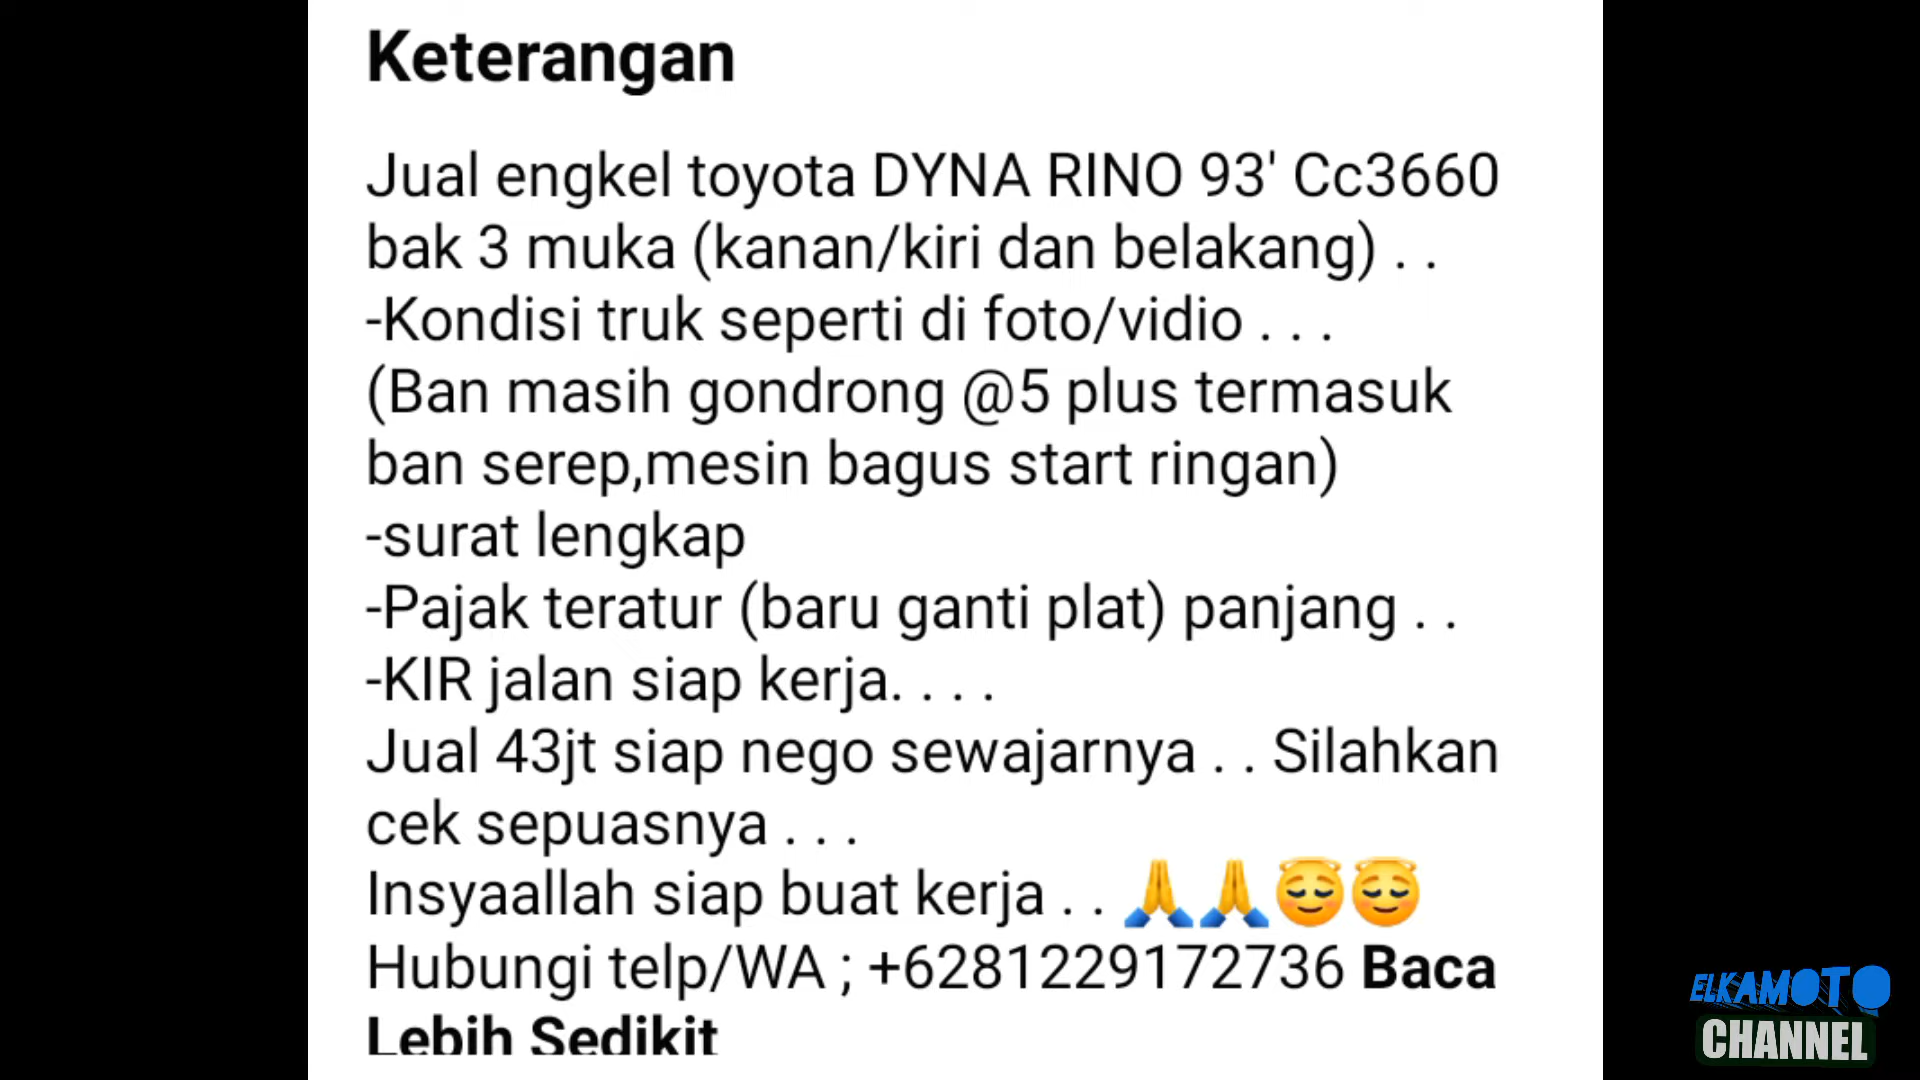 Keterangan
Jual engkel toyota DYNA RINO 93' Cc3660
bak 3 muka (kanan/kiri dan belakang) . .
-Kondisi truk seperti di foto/vidio . . .
(Ban masih gondrong @5 plus termasuk
ban serep,mesin bagus start ringan)
-surat lengkap
-Pajak teratur (baru ganti plat) panjang . .
-KIR jalan siap kerja. . . .
Jual 43jt siap nego sewajarnya . . Silahkan
cek sepuasnya . . .
Insyaallah siap buat kerja . . 🙏🙏😇😇
Hubungi telp/WA ; +6281229172736 Baca
Lebih Sedikit
ELKAMOTO
CHANNEL